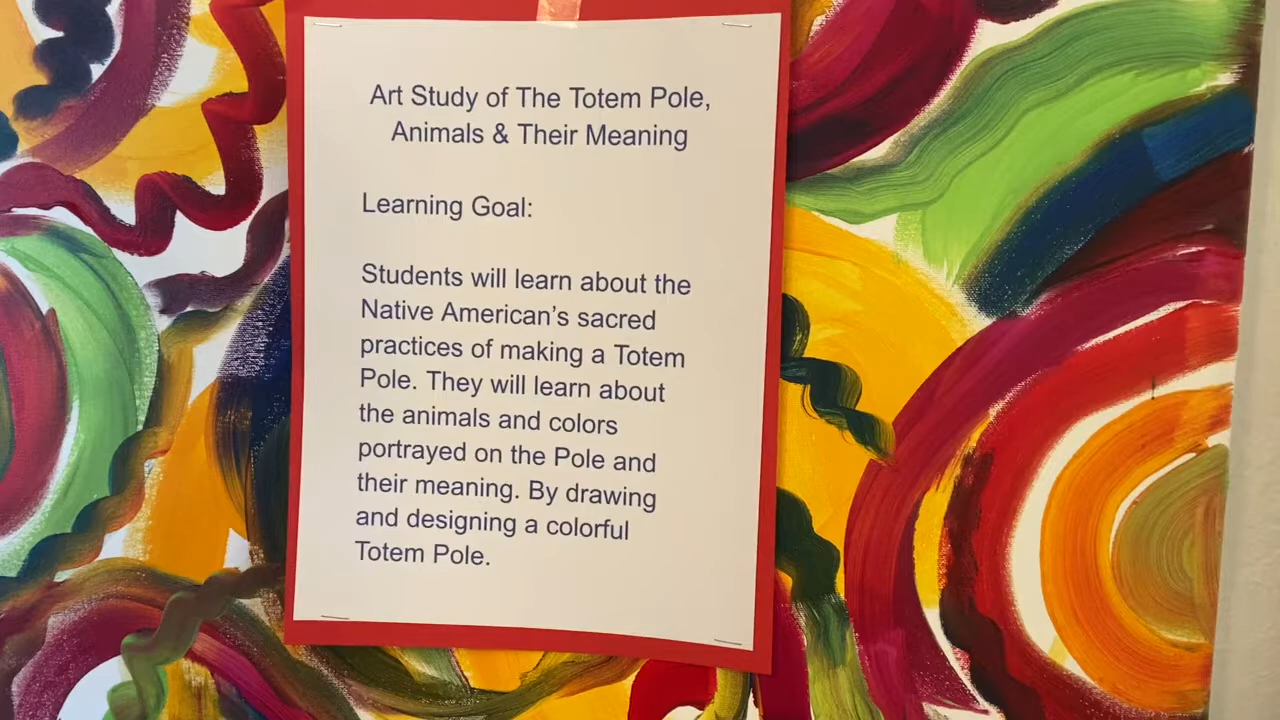 Art Study of The Totem Pole,
Animals & Their Meaning
Learning Goal:
Students will learn about the
Native American's sacred
practices of making a Totem
Pole. They will learn about
the animals and colors
portrayed on the Pole and
their meaning. By drawing
and designing a colorful
Totem Pole.